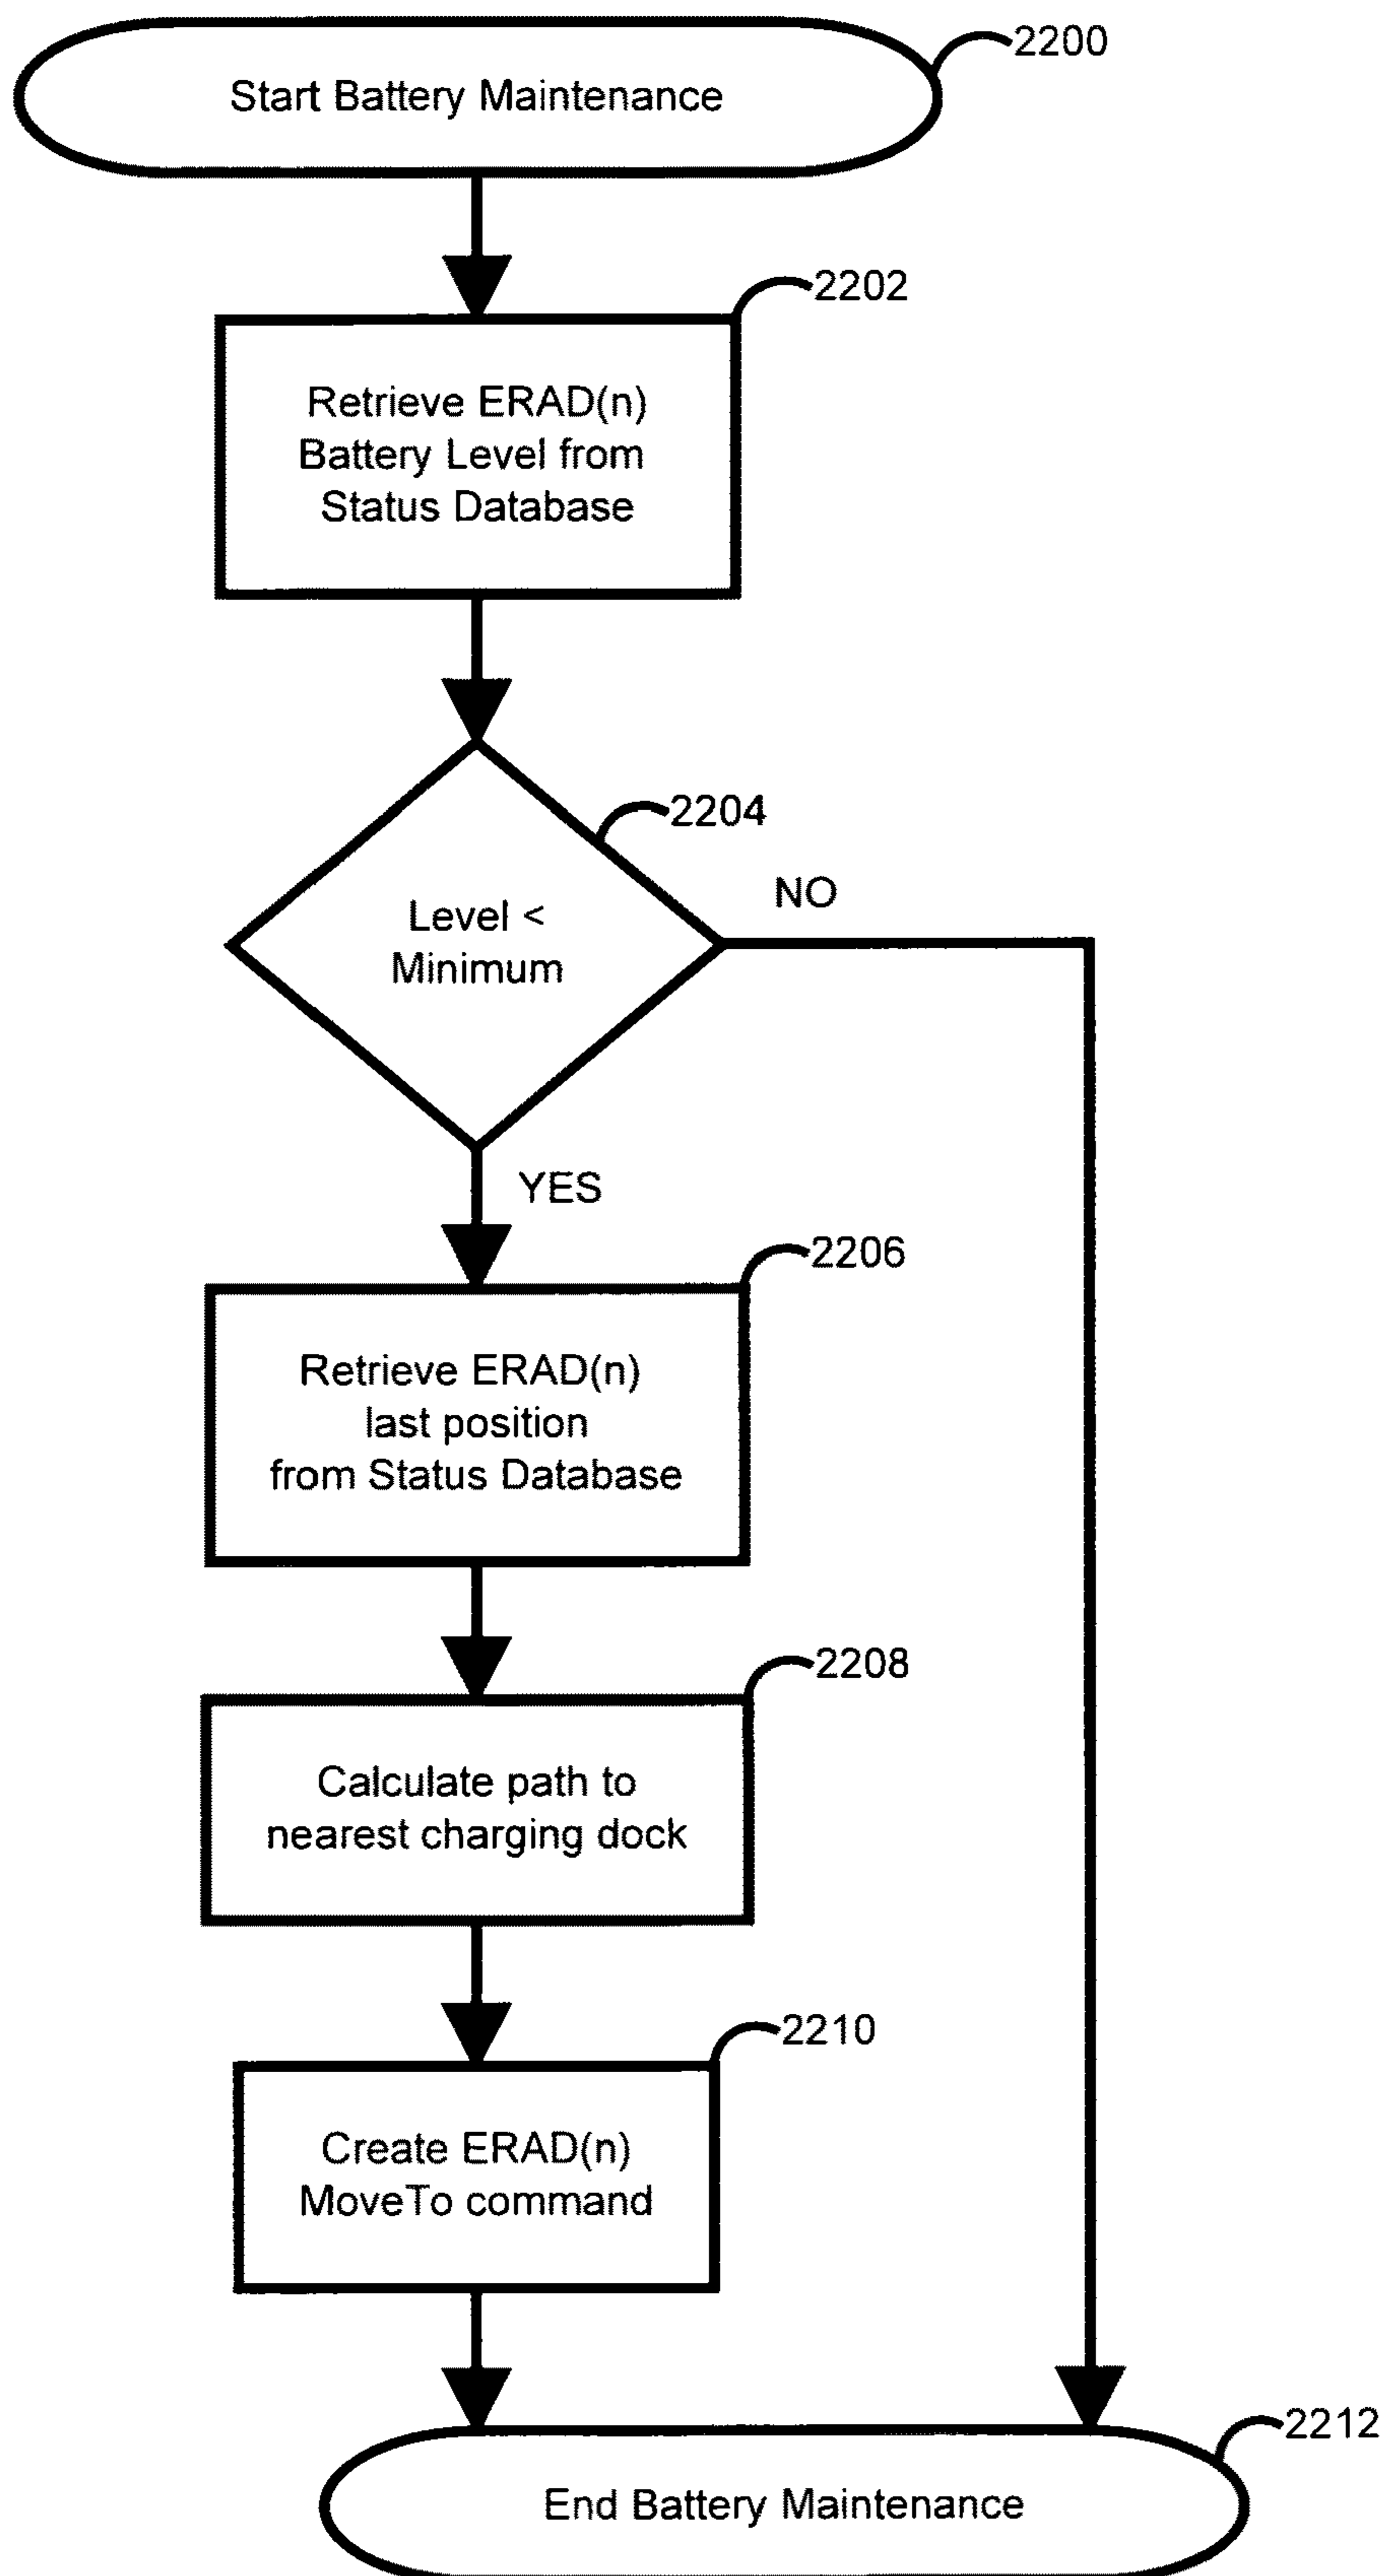 2200
Start Battery Maintenance
2202
Retrieve ERAD(n)
Battery Level from
Status Database
2204
NO
Level <
Minimum
YES
2206
Retrieve ERAD(n)
last position
from Status Database
2208
Calculate path to
nearest charging dock
2210
Create ERAD(n)
MoveTo command
2212
End Battery Maintenance